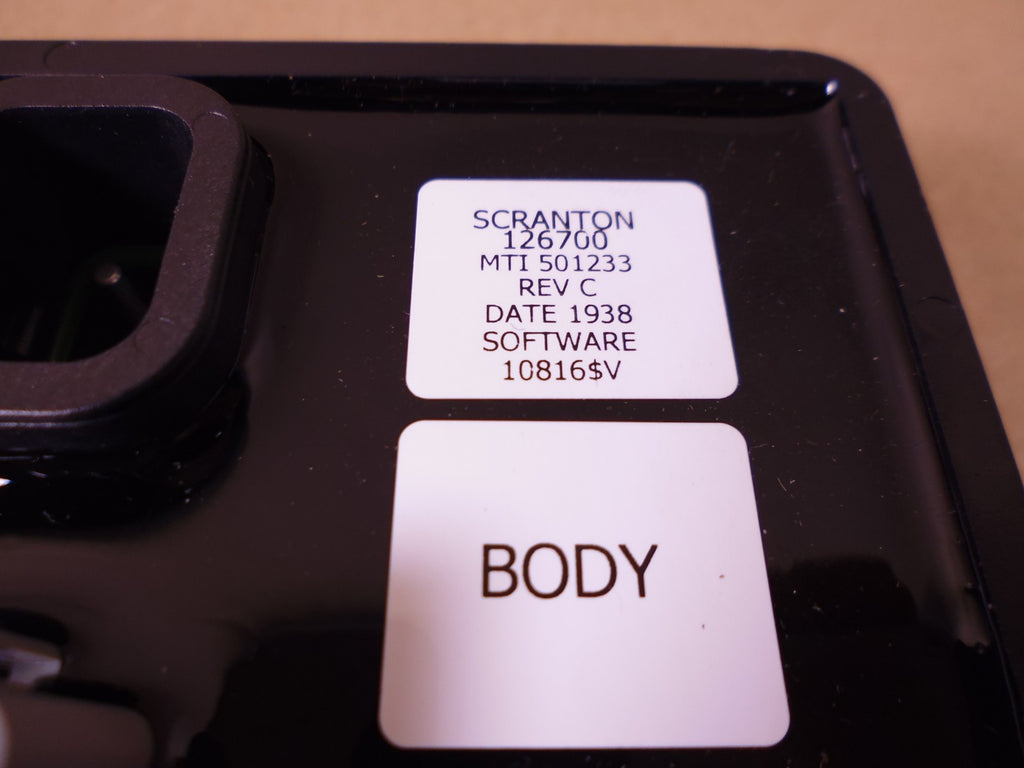 SCRANTON
126700
MTI 501233
REV C
DATE 1938
SOFTWARE
10816$V
BODY